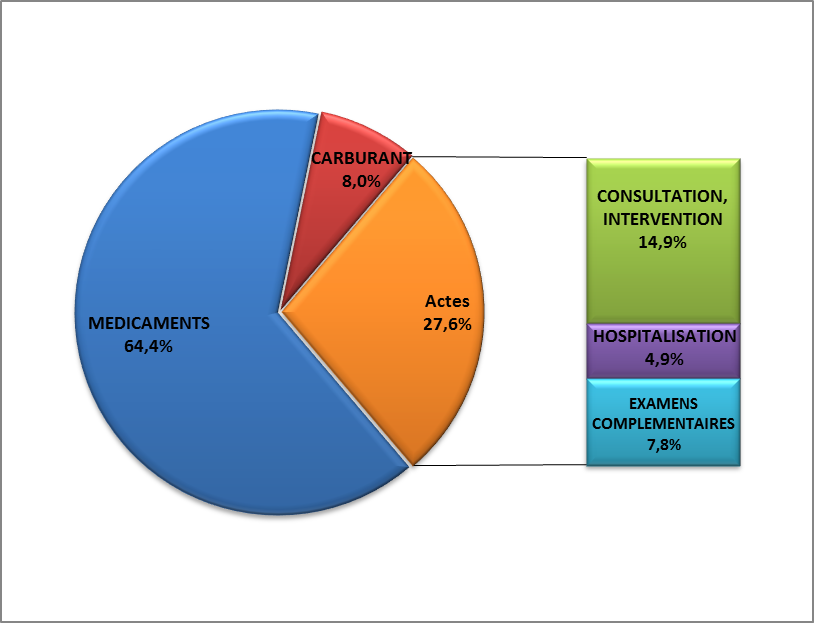 CARBURANT
8,0%
Actes
27,6%
MEDICAMENTS
64,4%
CONSULTATION,
INTERVENTION
14,9%
HOSPITALISATION
4,9%
EXAMENS
COMPLEMENTAIRES
7,8%